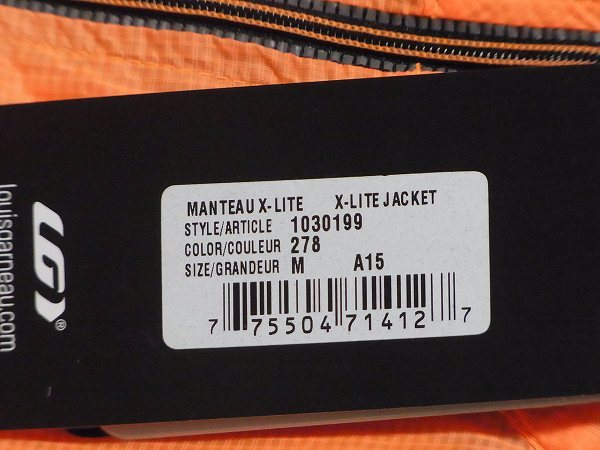 MANTEAU X-LITE X-LITE JACKET
STYLE/ARTICLE 1030199
COLOR/COULEUR 278
SIZE/GRANDEUR M A15
7 75504 71412 7
LG ®
louisgarneau.com